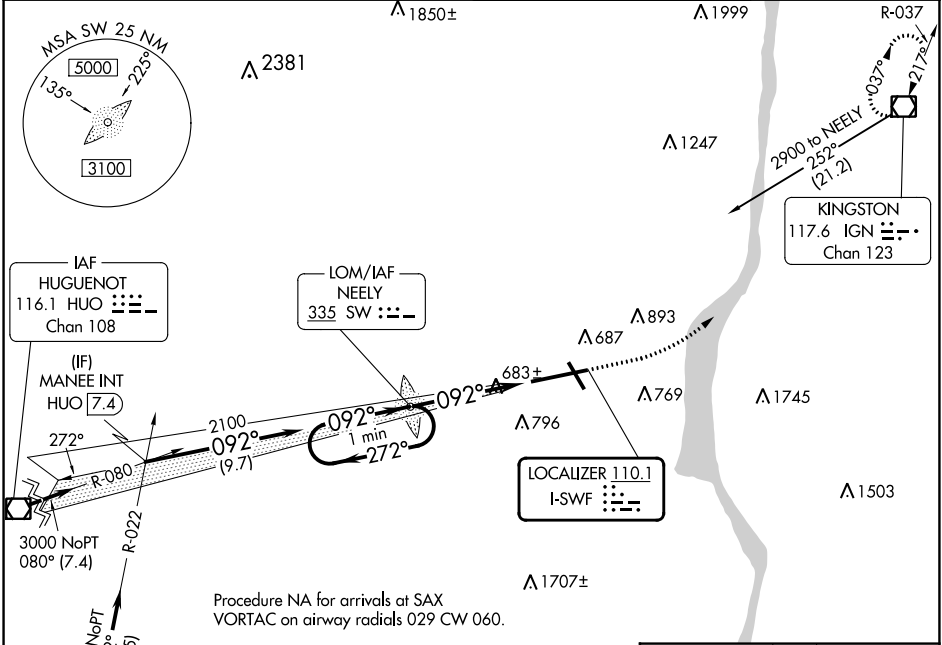 1850±
1999
R-037
MSA SW 25 NM
5000
225°
135°
3100
2381
037°
217°
1247
2900 to NEELY
252°
(21.2)
KINGSTON
117.6 IGN
Chan 123
IAF
HUGUENOT
116.1 HUO
Chan 108
LOM/IAF
NEELY
335 SW
(IF)
MANEE INT
HUO 7.4
893
687
683±
769
1745
796
2100
272°
R-080
092°
(9.7)
092°
1 min
272°
092°
LOCALIZER 110.1
I-SWF
1503
3000 NoPT
080° (7.4)
R-022
1707±
NoPT
Procedure NA for arrivals at SAX
VORTAC on airway radials 029 CW 060.